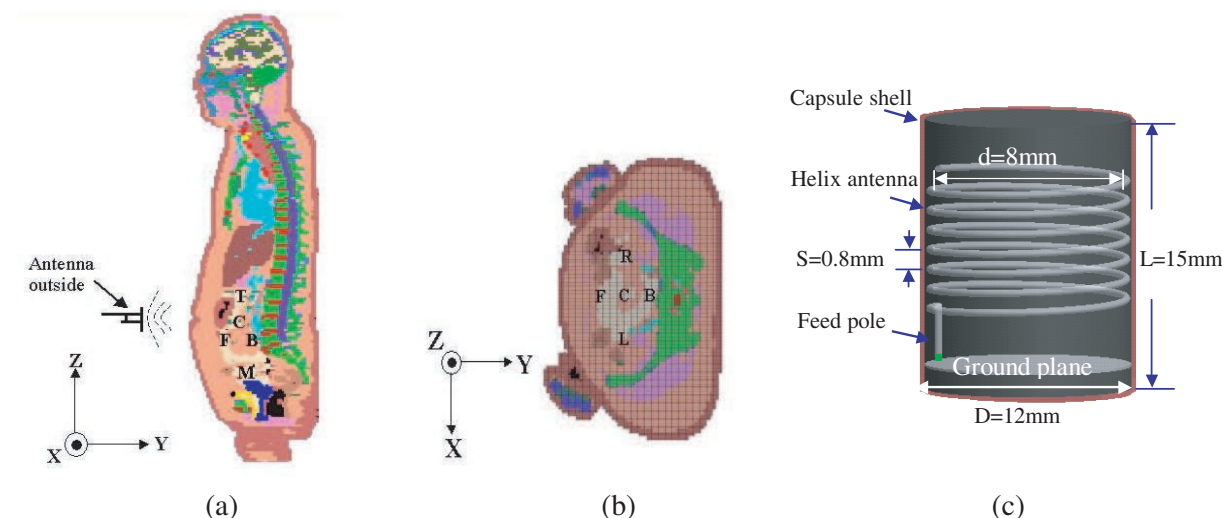 Antenna
outside
T
C
F B
M
Z
X Y
(a)
R
F C B
L
Z Y
X
(b)
Capsule shell
d=8mm
Helix antenna
S=0.8mm
L=15mm
Feed pole
Ground plane
D=12mm
(c)